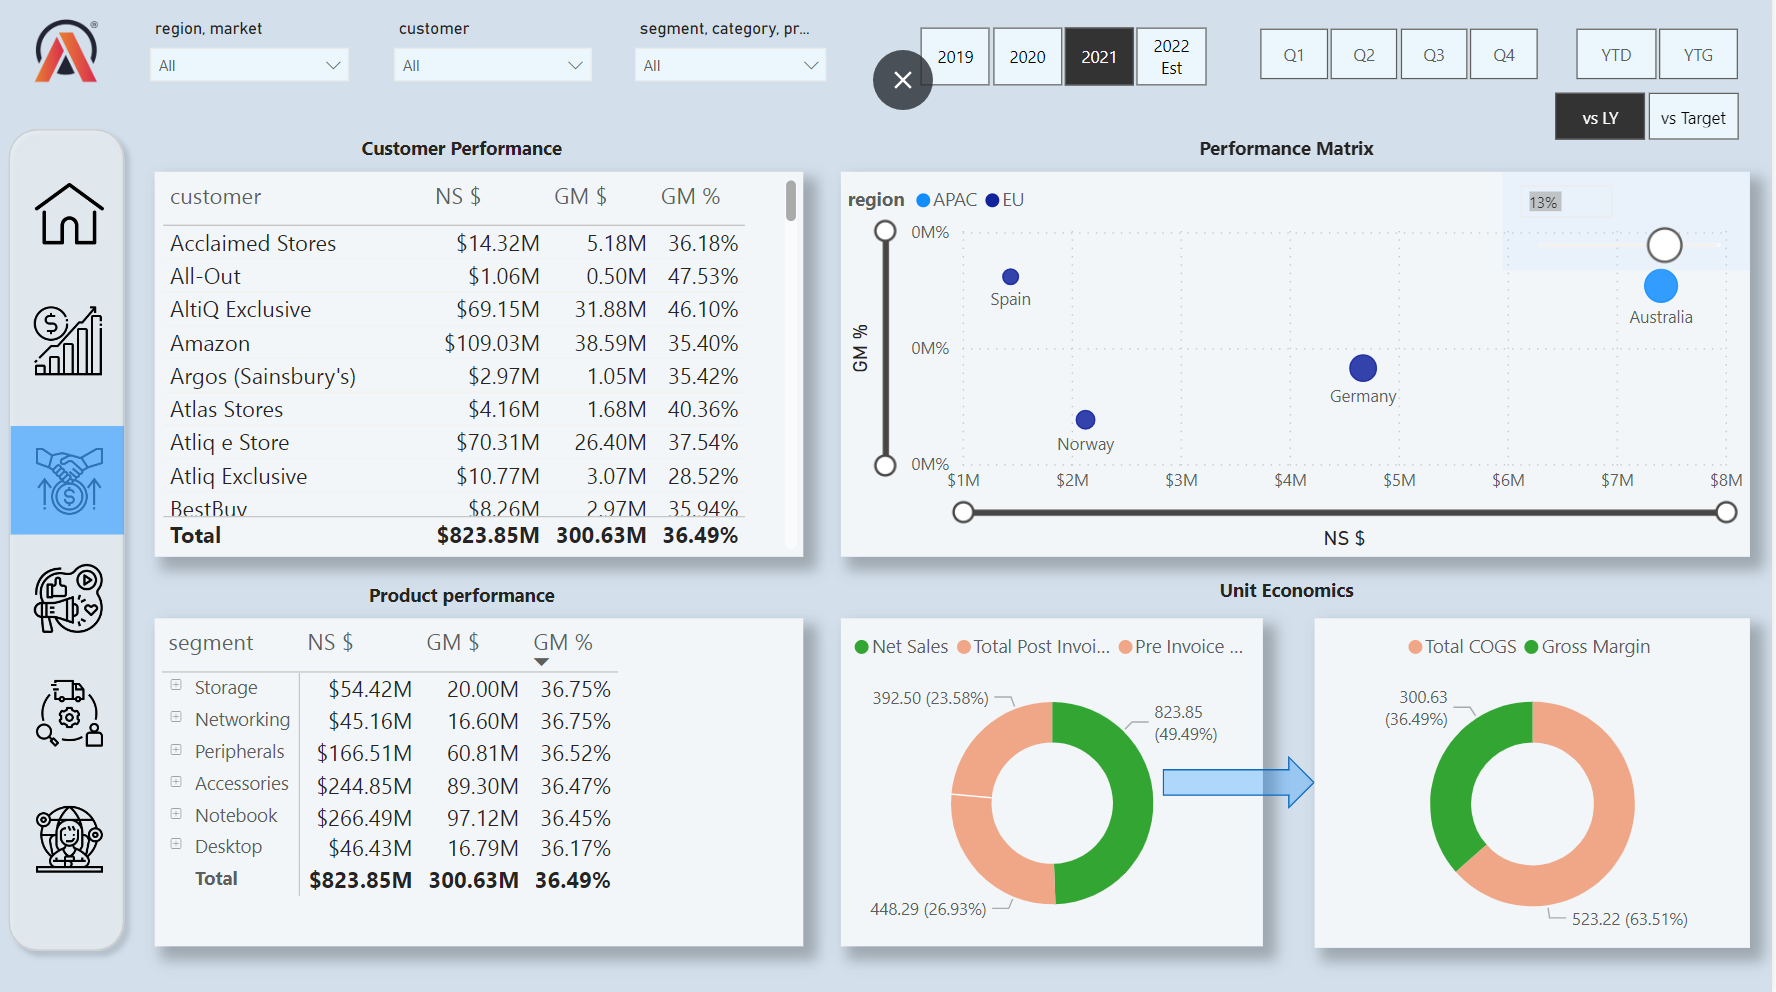 region, market
customer
segment, category, pr...
All
All
All
2019
2020
2021
2022
Est
Q1
Q2
Q3
Q4
YTD
YTG
vs LY
vs Target
Customer Performance
customer NS $ GM $ GM %
Acclaimed Stores $14.32M 5.18M 36.18%
All-Out $1.06M 0.50M 47.53%
AltiQ Exclusive $69.15M 31.88M 46.10%
Amazon $109.03M 38.59M 35.40%
Argos (Sainsbury's) $2.97M 1.05M 35.42%
Atlas Stores $4.16M 1.68M 40.36%
Atliq e Store $70.31M 26.40M 37.54%
Atliq Exclusive $10.77M 3.07M 28.52%
BestBuy $8.26M 2.97M 35.94%
Total $823.85M 300.63M 36.49%
Performance Matrix
region APAC EU
13%
0M%
0M%
0M%
GM %
Spain
Australia
Germany
Norway
$1M $2M $3M $4M $5M $6M $7M $8M
NS $
Product performance
segment NS $ GM $ GM %
Storage $54.42M 20.00M 36.75%
Networking $45.16M 16.60M 36.75%
Peripherals $166.51M 60.81M 36.52%
Accessories $244.85M 89.30M 36.47%
Notebook $266.49M 97.12M 36.45%
Desktop $46.43M 16.79M 36.17%
Total $823.85M 300.63M 36.49%
Unit Economics
Net Sales Total Post Invoi... Pre Invoice ...
392.50 (23.58%)
823.85
(49.49%)
448.29 (26.93%)
Total COGS Gross Margin
300.63
(36.49%)
523.22 (63.51%)